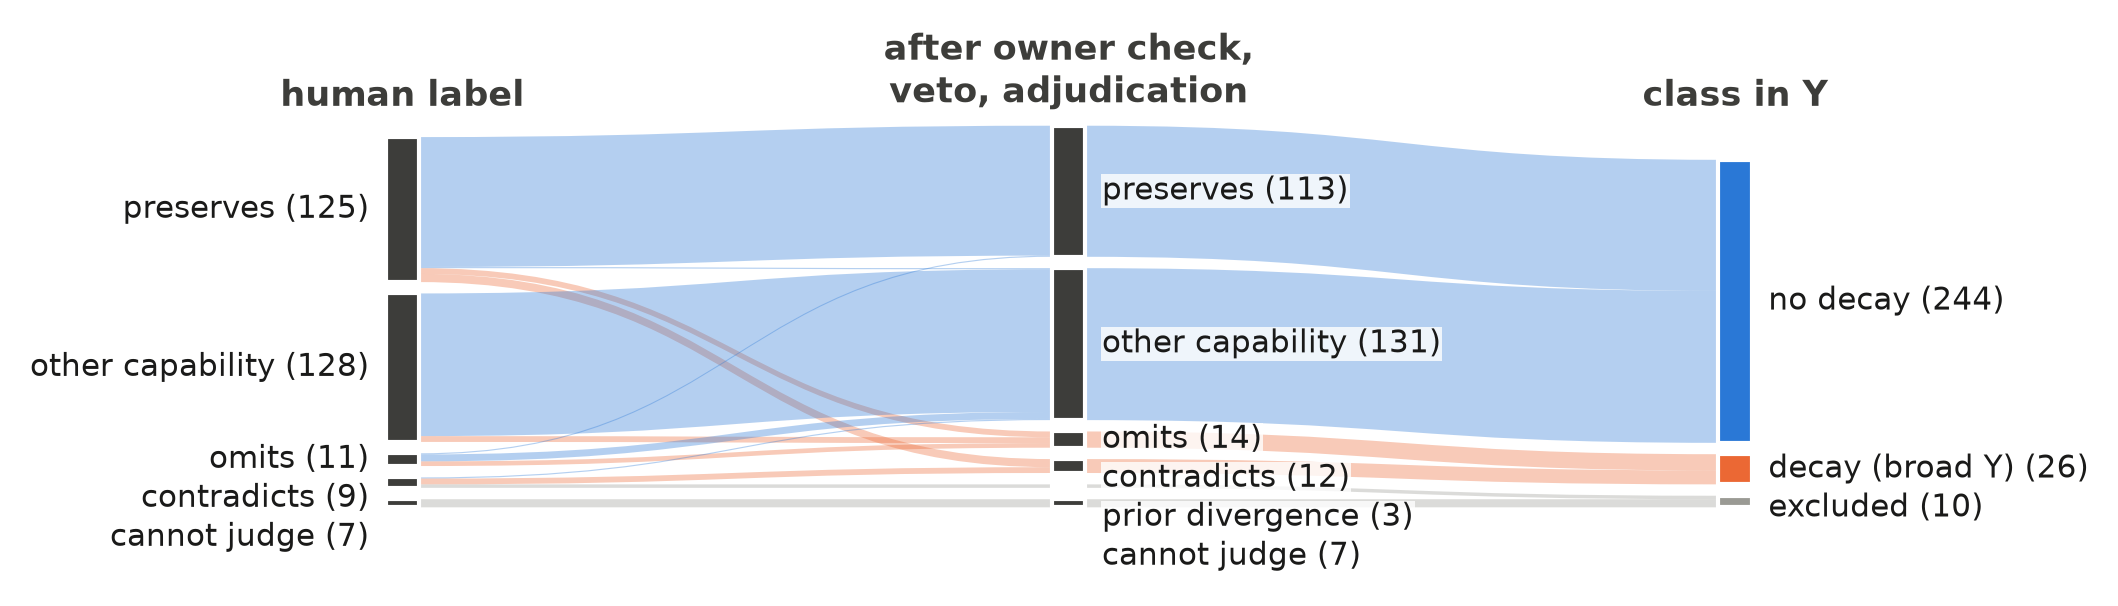 after owner check,
veto, adjudication
human label
class in Y
preserves (125)
other capability (128)
omits (11)
contradicts (9)
cannot judge (7)
preserves (113)
other capability (131)
omits (14)
contradicts (12)
prior divergence (3)
cannot judge (7)
no decay (244)
decay (broad Y) (26)
excluded (10)